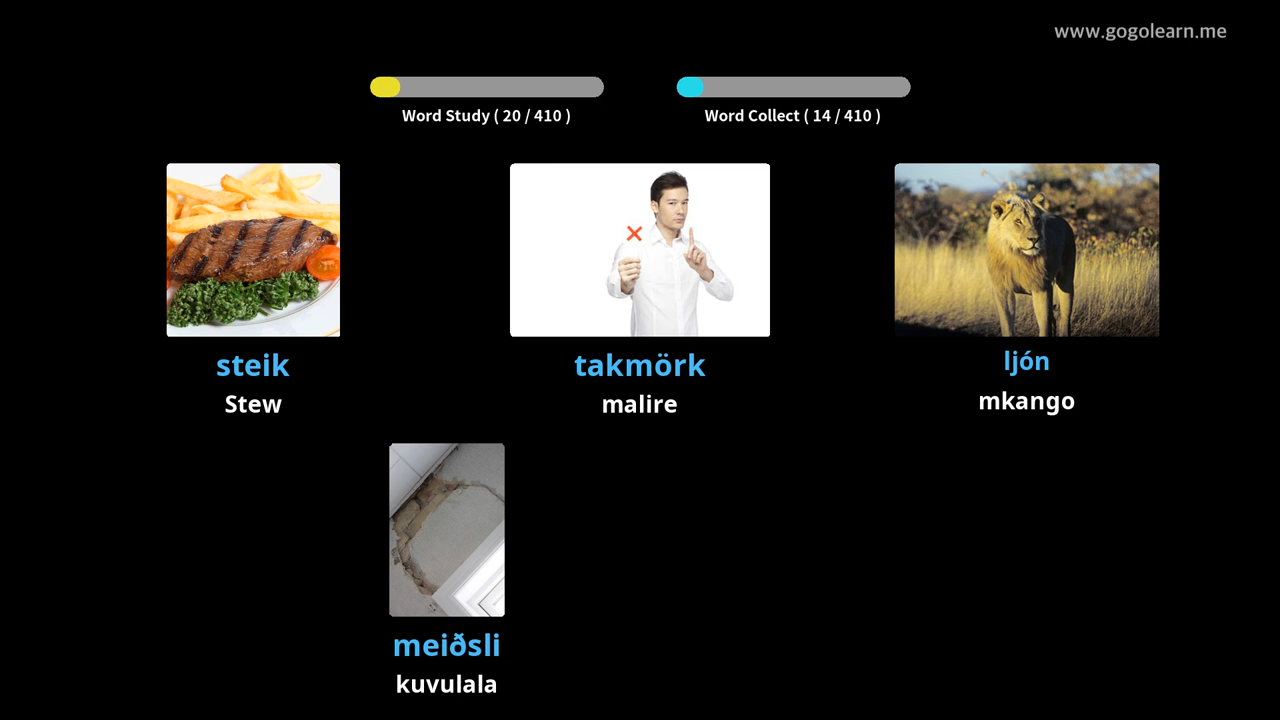 www.gogolearn.me
Word Study ( 20 / 410 )
Word Collect ( 14 / 410 )
steik
Stew
takmörk
malire
ljón
mkango
meiðsli
kuvulala